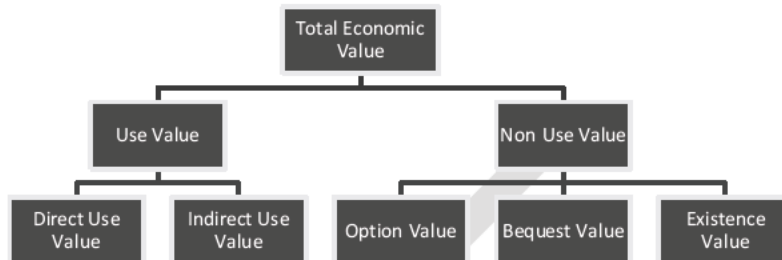 Total Economic
Value
Use Value
Non Use Value
Direct Use
Value
Indirect Use
Value
Option Value
Bequest Value
Existence
Value